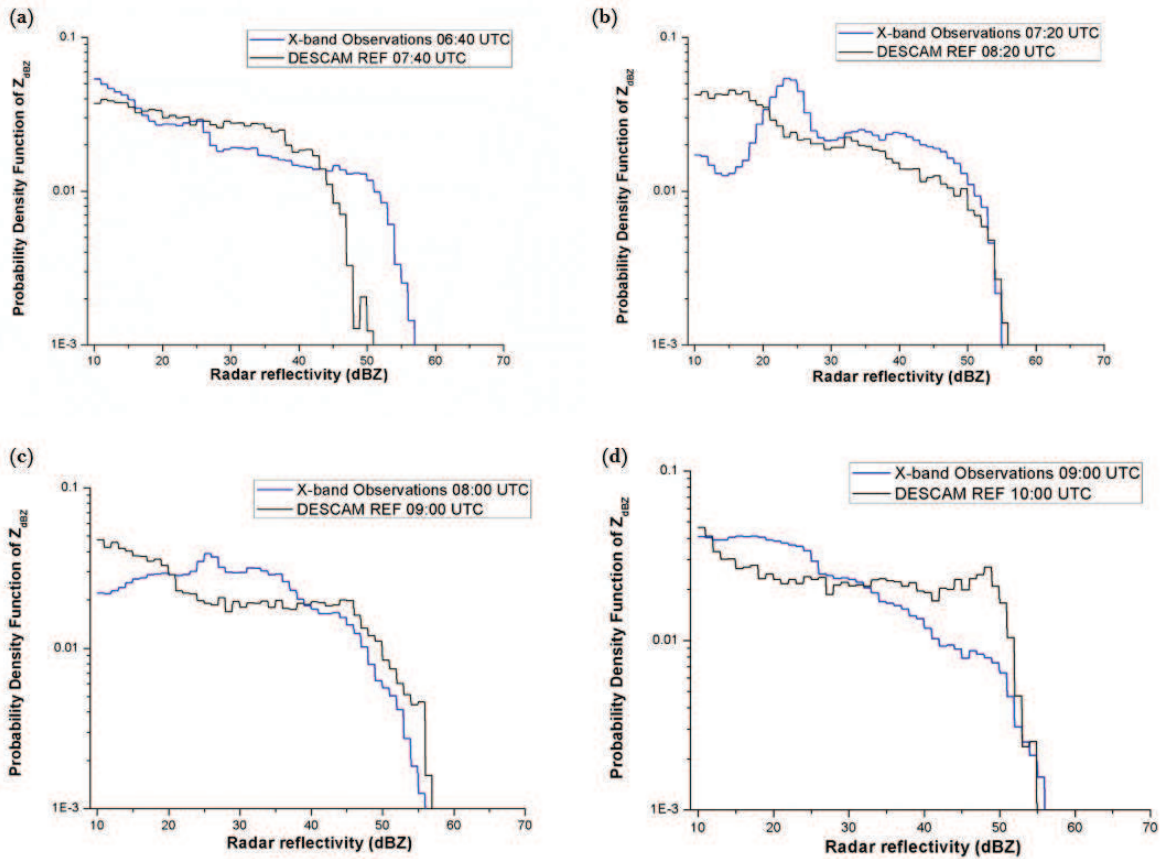 (a)
X-band Observations 06:40 UTC
DESCAM REF 07:40 UTC
Probability Density Function of Z_dBZ
0.1
0.01
1E-3
10 20 30 40 50 60 70
Radar reflectivity (dBZ)
(b)
X-band Observations 07:20 UTC
DESCAM REF 08:20 UTC
Probability Density Function of Z_dBZ
0.1
0.01
1E-3
10 20 30 40 50 60 70
Radar reflectivity (dBZ)
(c)
X-band Observations 08:00 UTC
DESCAM REF 09:00 UTC
Probability Density Function of Z_dBZ
0.1
0.01
1E-3
10 20 30 40 50 60 70
Radar reflectivity (dBZ)
(d)
X-band Observations 09:00 UTC
DESCAM REF 10:00 UTC
Probability Density Function of Z_dBZ
0.1
0.01
1E-3
10 20 30 40 50 60 70
Radar reflectivity (dBZ)